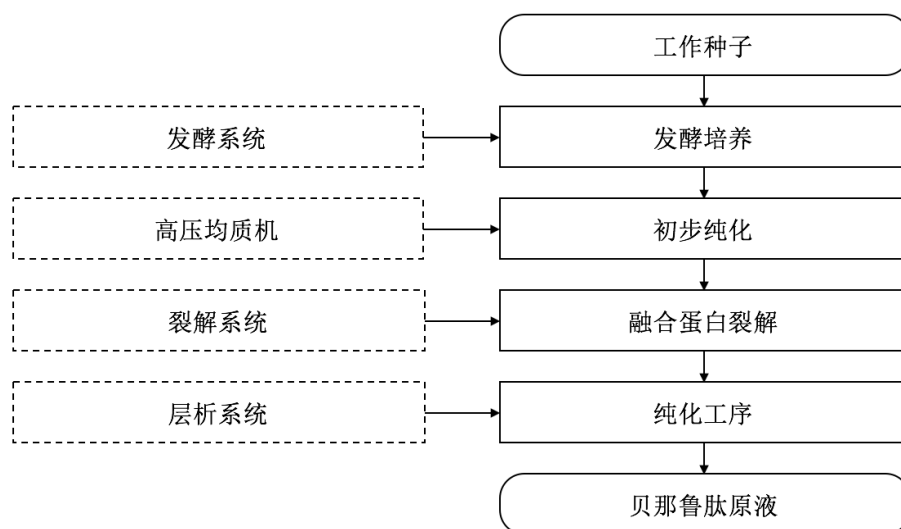 工作种子
发酵系统
发酵培养
高压均质机
初步纯化
裂解系统
融合蛋白裂解
层析系统
纯化工序
贝那鲁肽原液